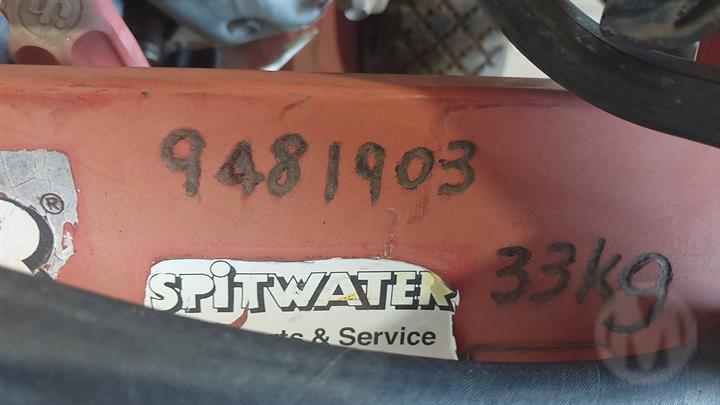 9481903
33kg
R®
SPiTWATER
& Service